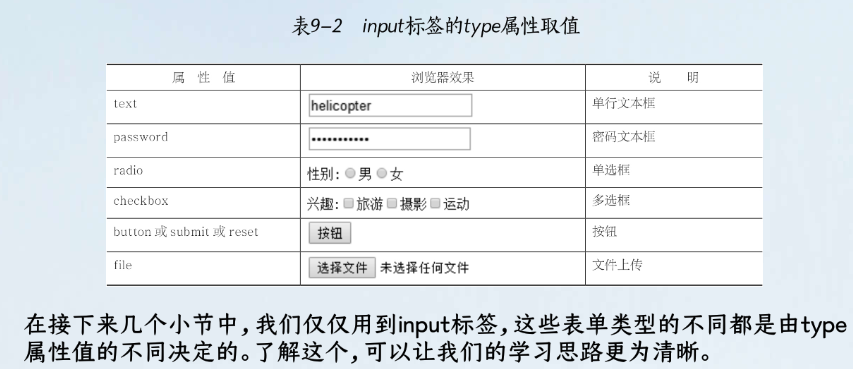 表9-2 input标签的type属性取值
属 性 值 浏览器效果 说 明
text helicopter 单行文本框
password ••••••••••• 密码文本框
radio 性别: 男 女 单选框
checkbox 兴趣: 旅游 摄影 运动 多选框
button 或 submit 或 reset 按钮 按钮
file 选择文件 未选择任何文件 文件上传
在接下来几个小节中,我们仅仅用到input标签,这些表单类型的不同都是由type
属性值的不同决定的。了解这个,可以让我们的学习思路更为清晰。